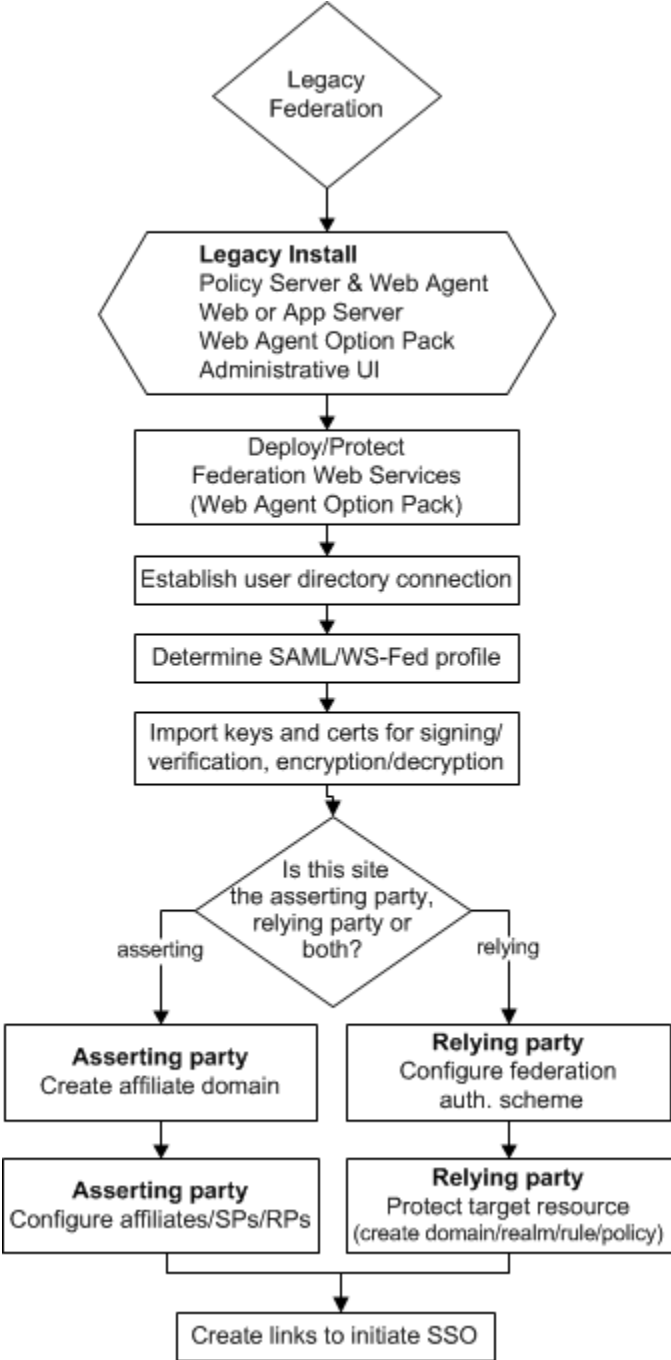 Legacy
Federation
Legacy Install
Policy Server & Web Agent
Web or App Server
Web Agent Option Pack
Administrative UI
Deploy/Protect
Federation Web Services
(Web Agent Option Pack)
Establish user directory connection
Determine SAML/WS-Fed profile
Import keys and certs for signing/
verification, encryption/decryption
Is this site
the asserting party,
relying party or
both?
asserting
relying
Asserting party
Create affiliate domain
Relying party
Configure federation
auth. scheme
Asserting party
Configure affiliates/SPs/RPs
Relying party
Protect target resource
(create domain/realm/rule/policy)
Create links to initiate SSO